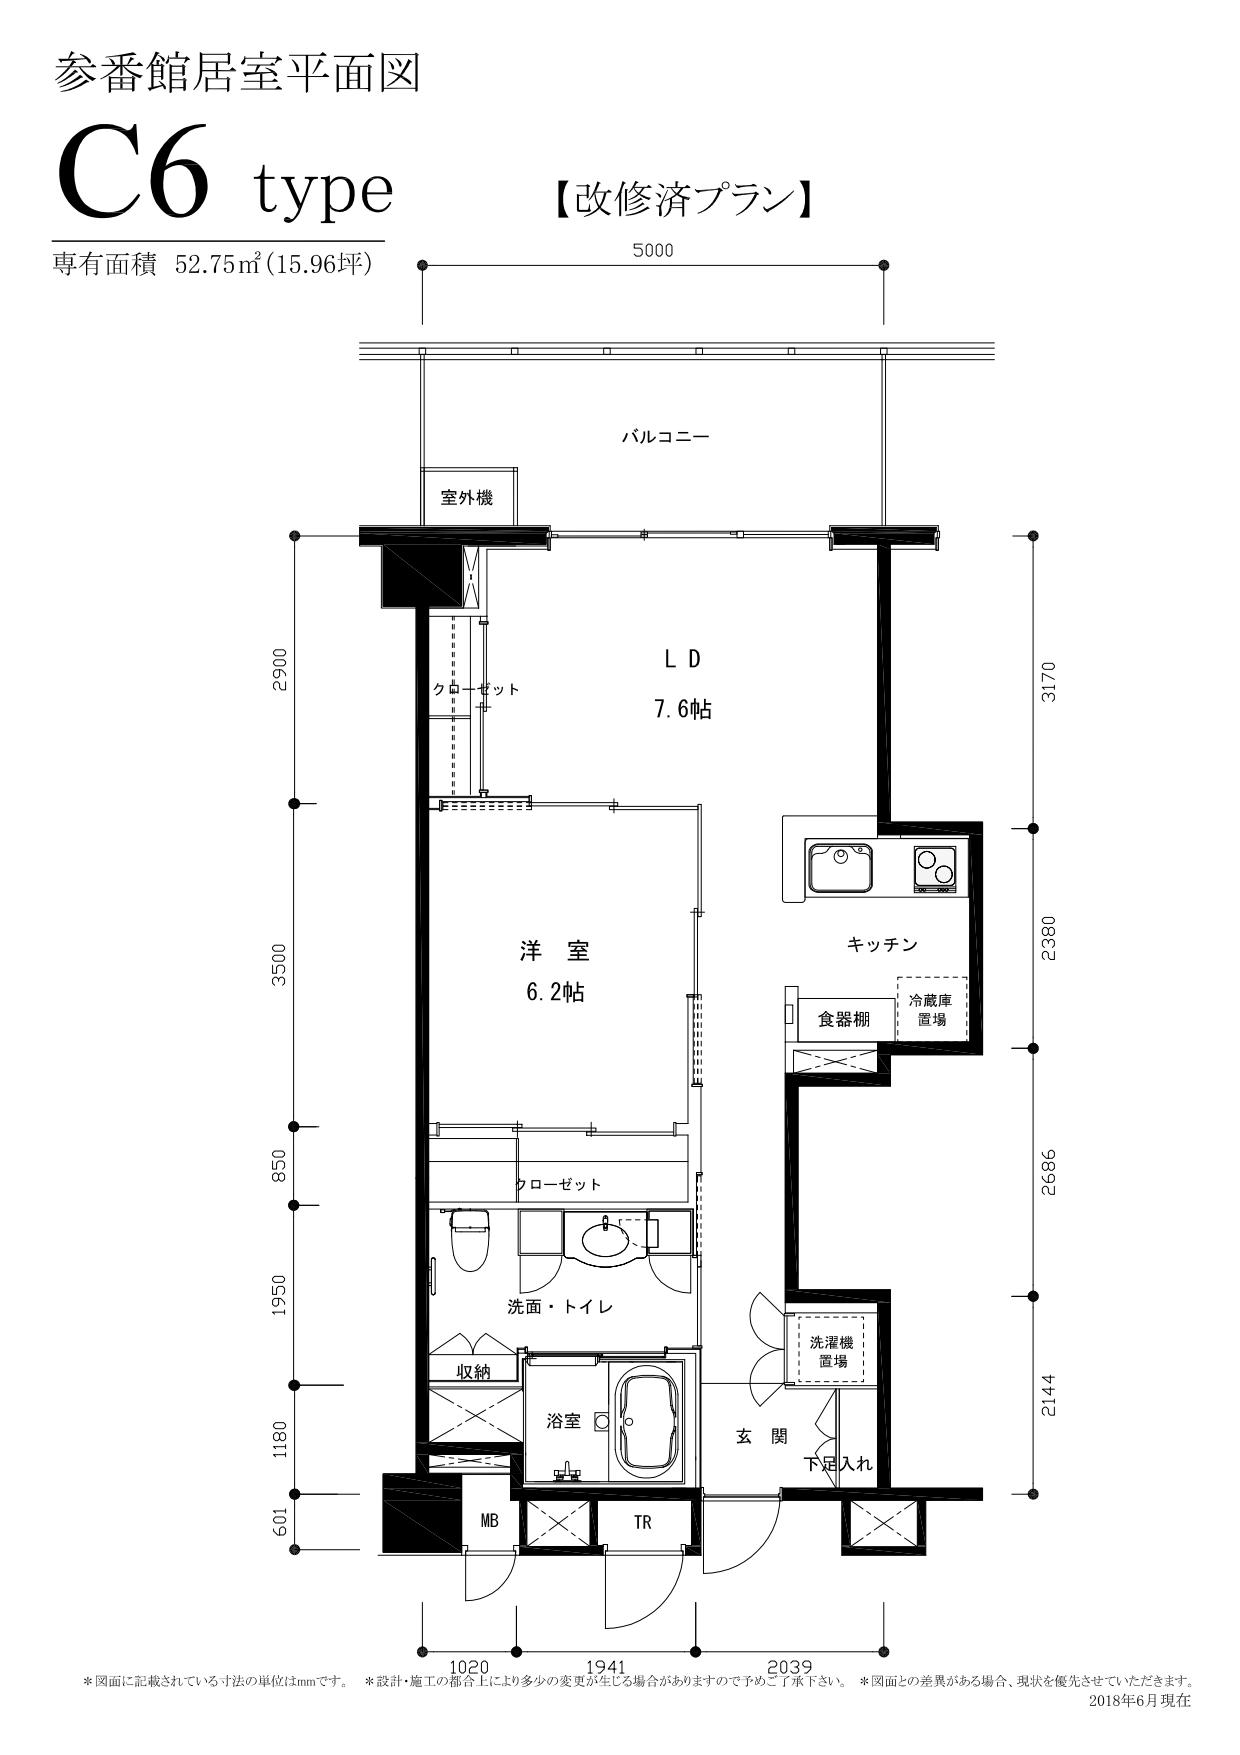 参番館居室平面図
C6 type
【改修済プラン】
専有面積 52.75㎡(15.96坪)
5000
バルコニー
室外機
2900
3170
LD
7.6帖
クローゼット
3500
2380
キッチン
洋 室
6.2帖
冷蔵庫
置場
食器棚
850
2686
クローゼット
1950
洗面・トイレ
洗濯機
置場
収納
2144
1180
浴室
玄 関
下足入れ
601
MB
TR
1020
1941
2039
＊図面に記載されている寸法の単位はmmです。 ＊設計・施工の都合上により多少の変更が生じる場合がありますので予めご了承下さい。 ＊図面との差異がある場合、現状を優先させていただきます。
2018年6月現在